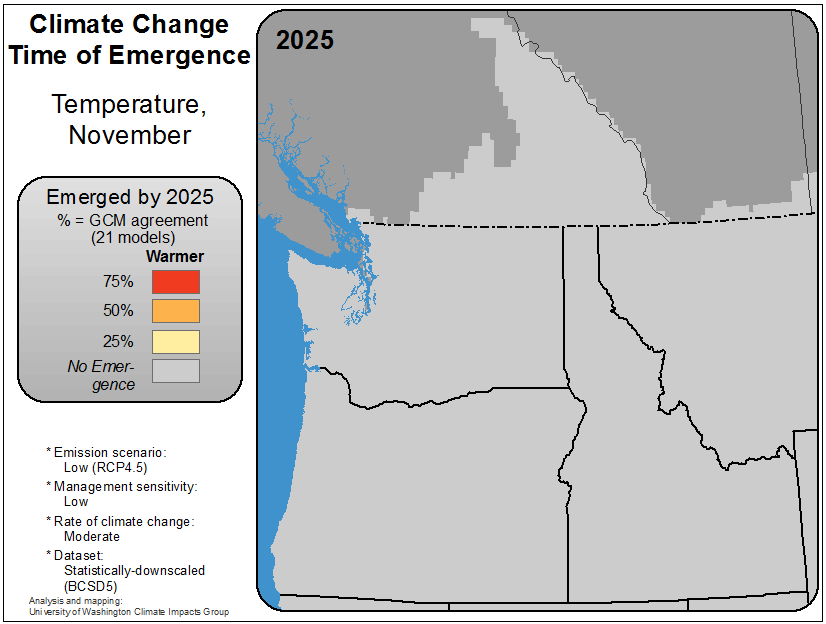 Climate Change
Time of Emergence
Temperature,
November
Emerged by 2025
% = GCM agreement
(21 models)
Warmer
75%
50%
25%
No Emer-
gence
* Emission scenario:
Low (RCP4.5)
* Management sensitivity:
Low
* Rate of climate change:
Moderate
* Dataset:
Statistically-downscaled
(BCSD5)
Analysis and mapping:
University of Washington Climate Impacts Group
2025